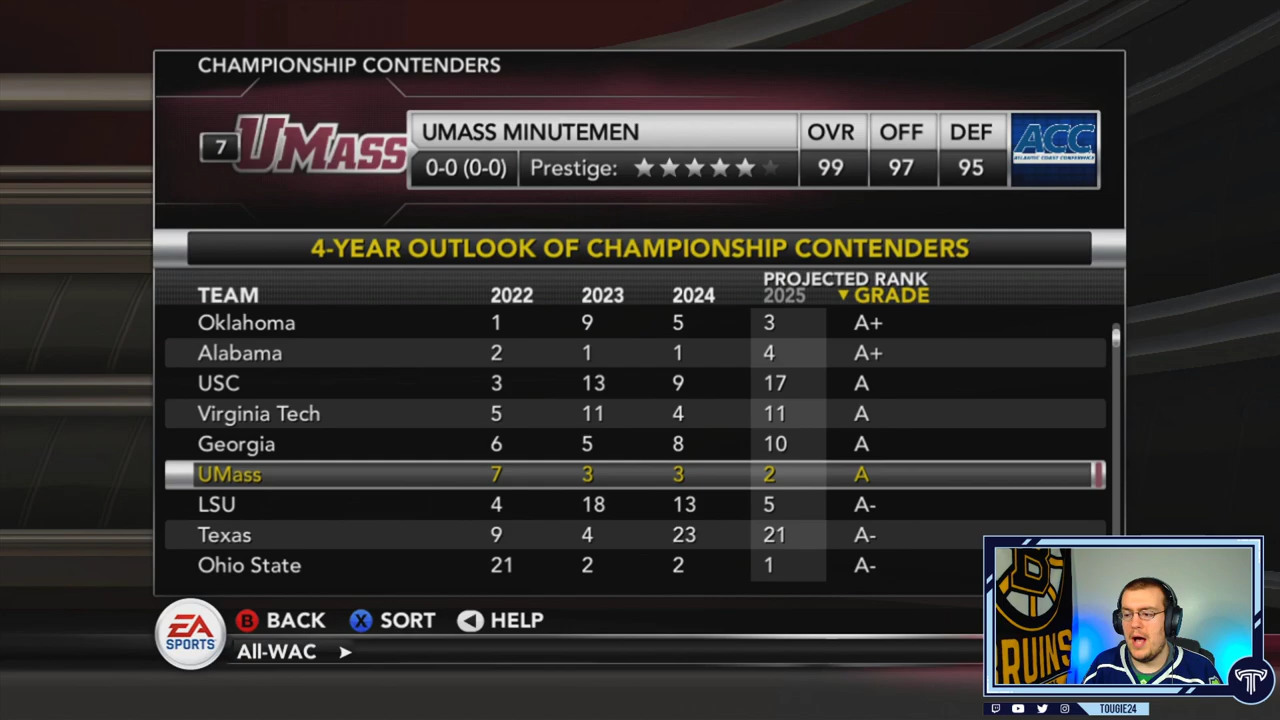 CHAMPIONSHIP CONTENDERS
7 UMASS UMASS MINUTEMEN OVR OFF DEF ACC
ATLANTIC COAST CONFERENCE
0-0 (0-0) Prestige: 99 97 95
4-YEAR OUTLOOK OF CHAMPIONSHIP CONTENDERS
PROJECTED RANK
TEAM 2022 2023 2024 2025 GRADE
Oklahoma 1 9 5 3 A+
Alabama 2 1 1 4 A+
USC 3 13 9 17 A
Virginia Tech 5 11 4 11 A
Georgia 6 5 8 10 A
UMass 7 3 3 2 A
LSU 4 18 13 5 A-
Texas 9 4 23 21 A-
Ohio State 21 2 2 1 A-
EA SPORTS
B BACK X SORT HELP
All-WAC
B
BRUINS
TOUGIE24